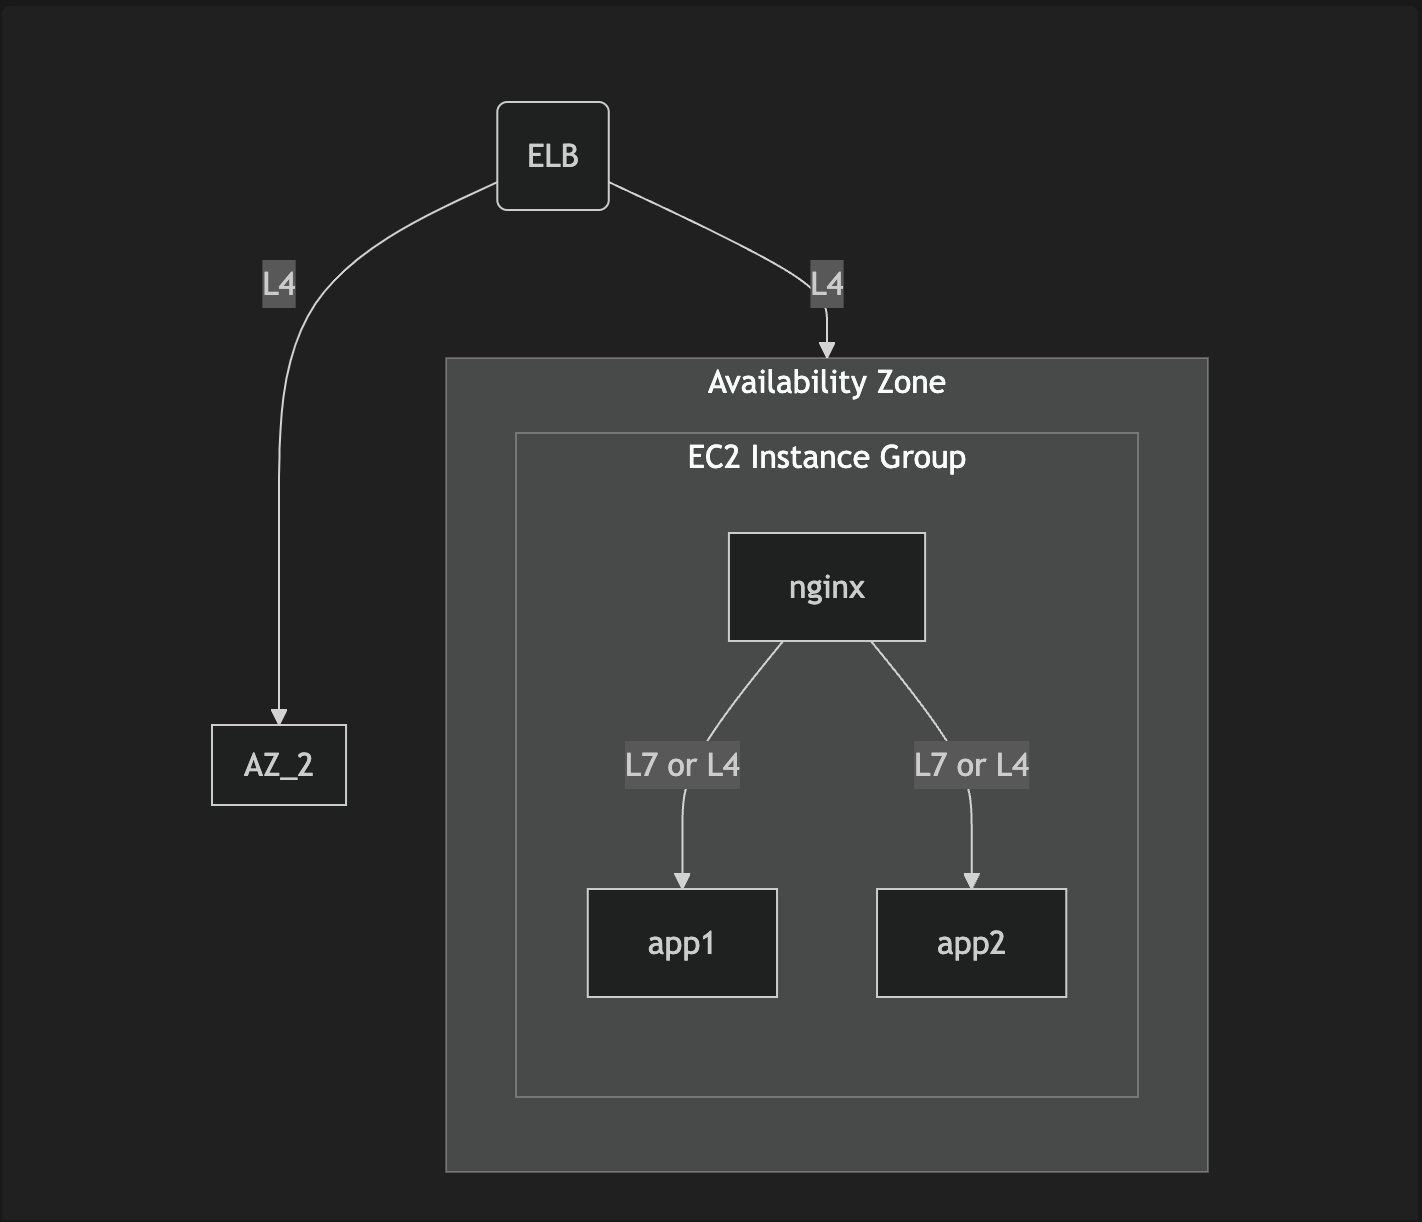 ELB
L4
L4
Availability Zone
EC2 Instance Group
nginx
L7 or L4
L7 or L4
AZ_2
app1
app2